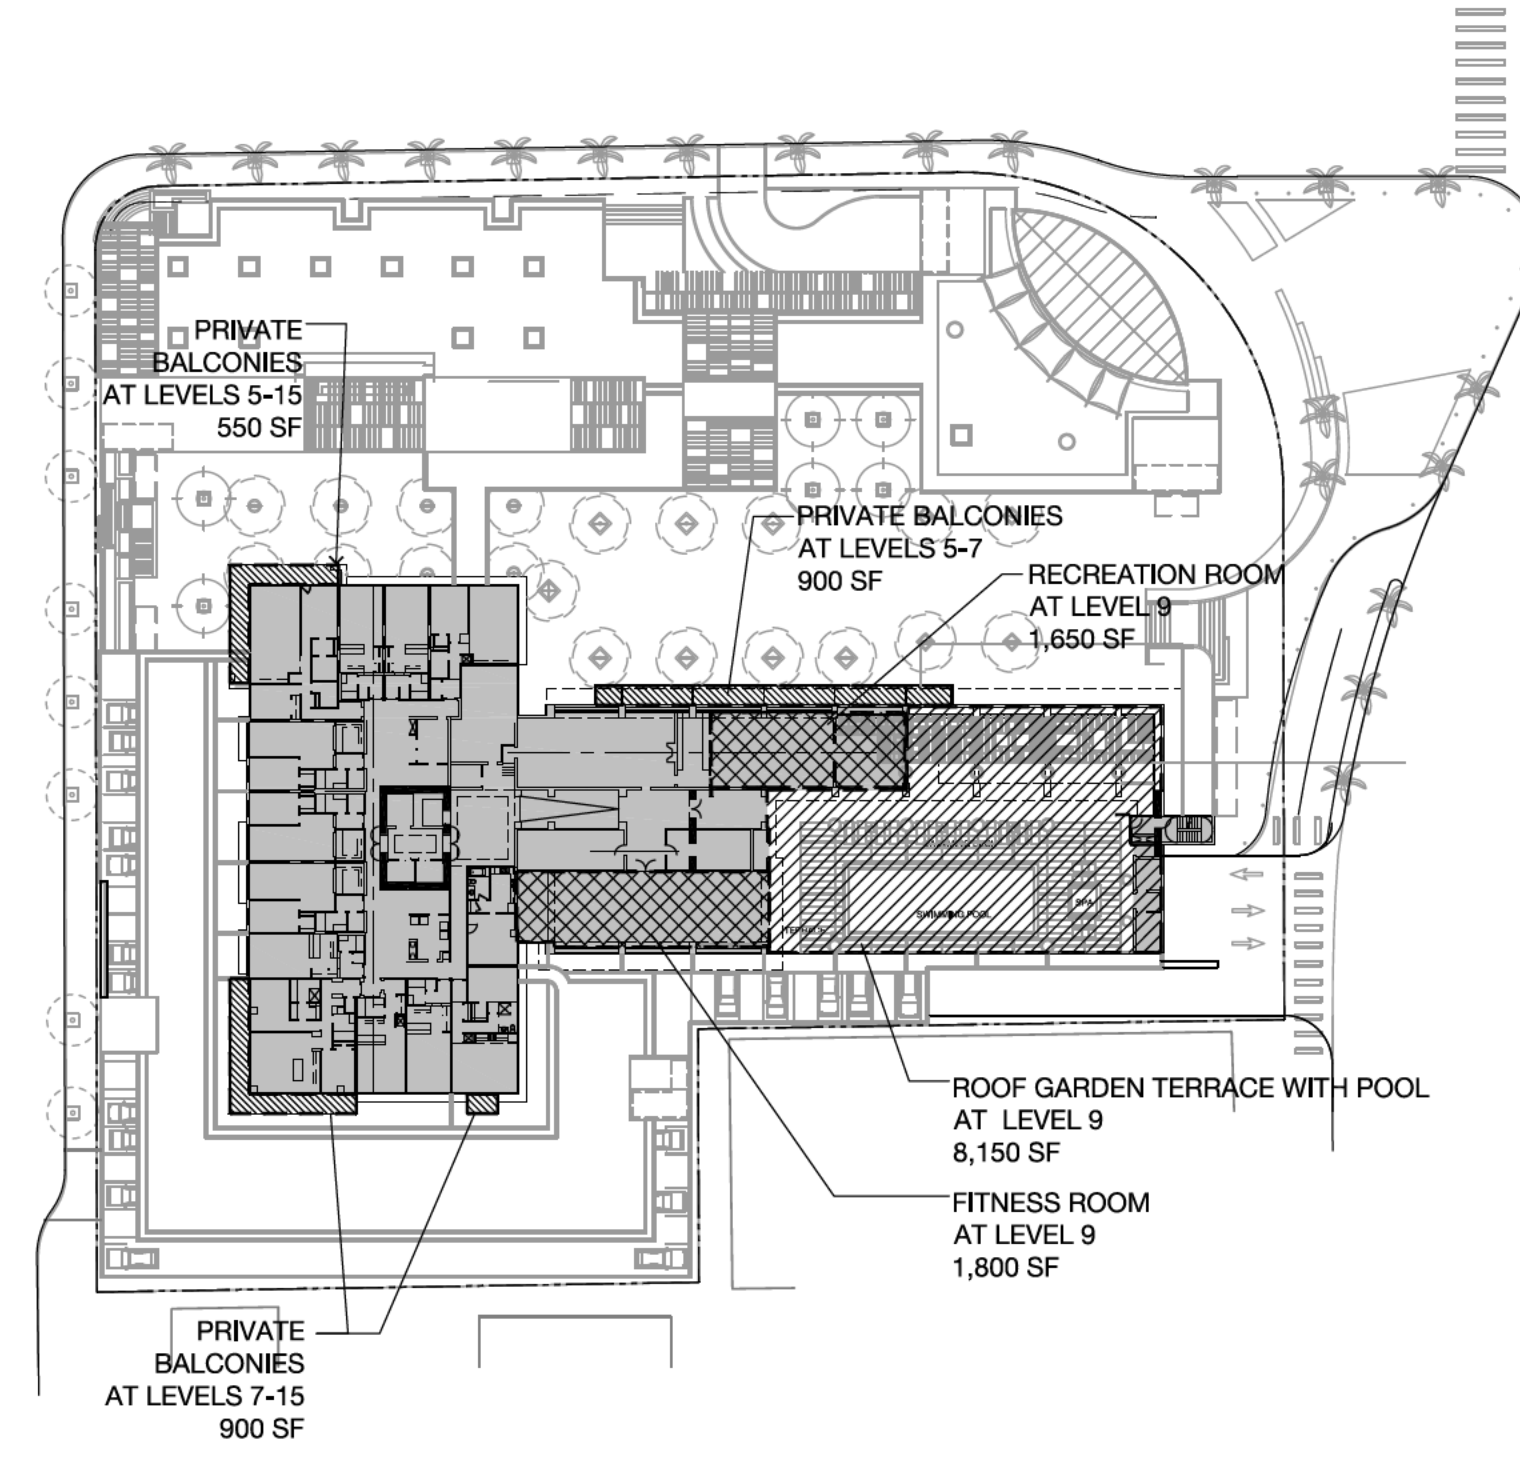 PRIVATE
BALCONIES
AT LEVELS 5-15
550 SF
PRIVATE BALCONIES
AT LEVELS 5-7
900 SF
RECREATION ROOM
AT LEVEL 9
1,650 SF
SWIMMING POOL
SPA
ROOF GARDEN TERRACE WITH POOL
AT LEVEL 9
8,150 SF
FITNESS ROOM
AT LEVEL 9
1,800 SF
PRIVATE
BALCONIES
AT LEVELS 7-15
900 SF